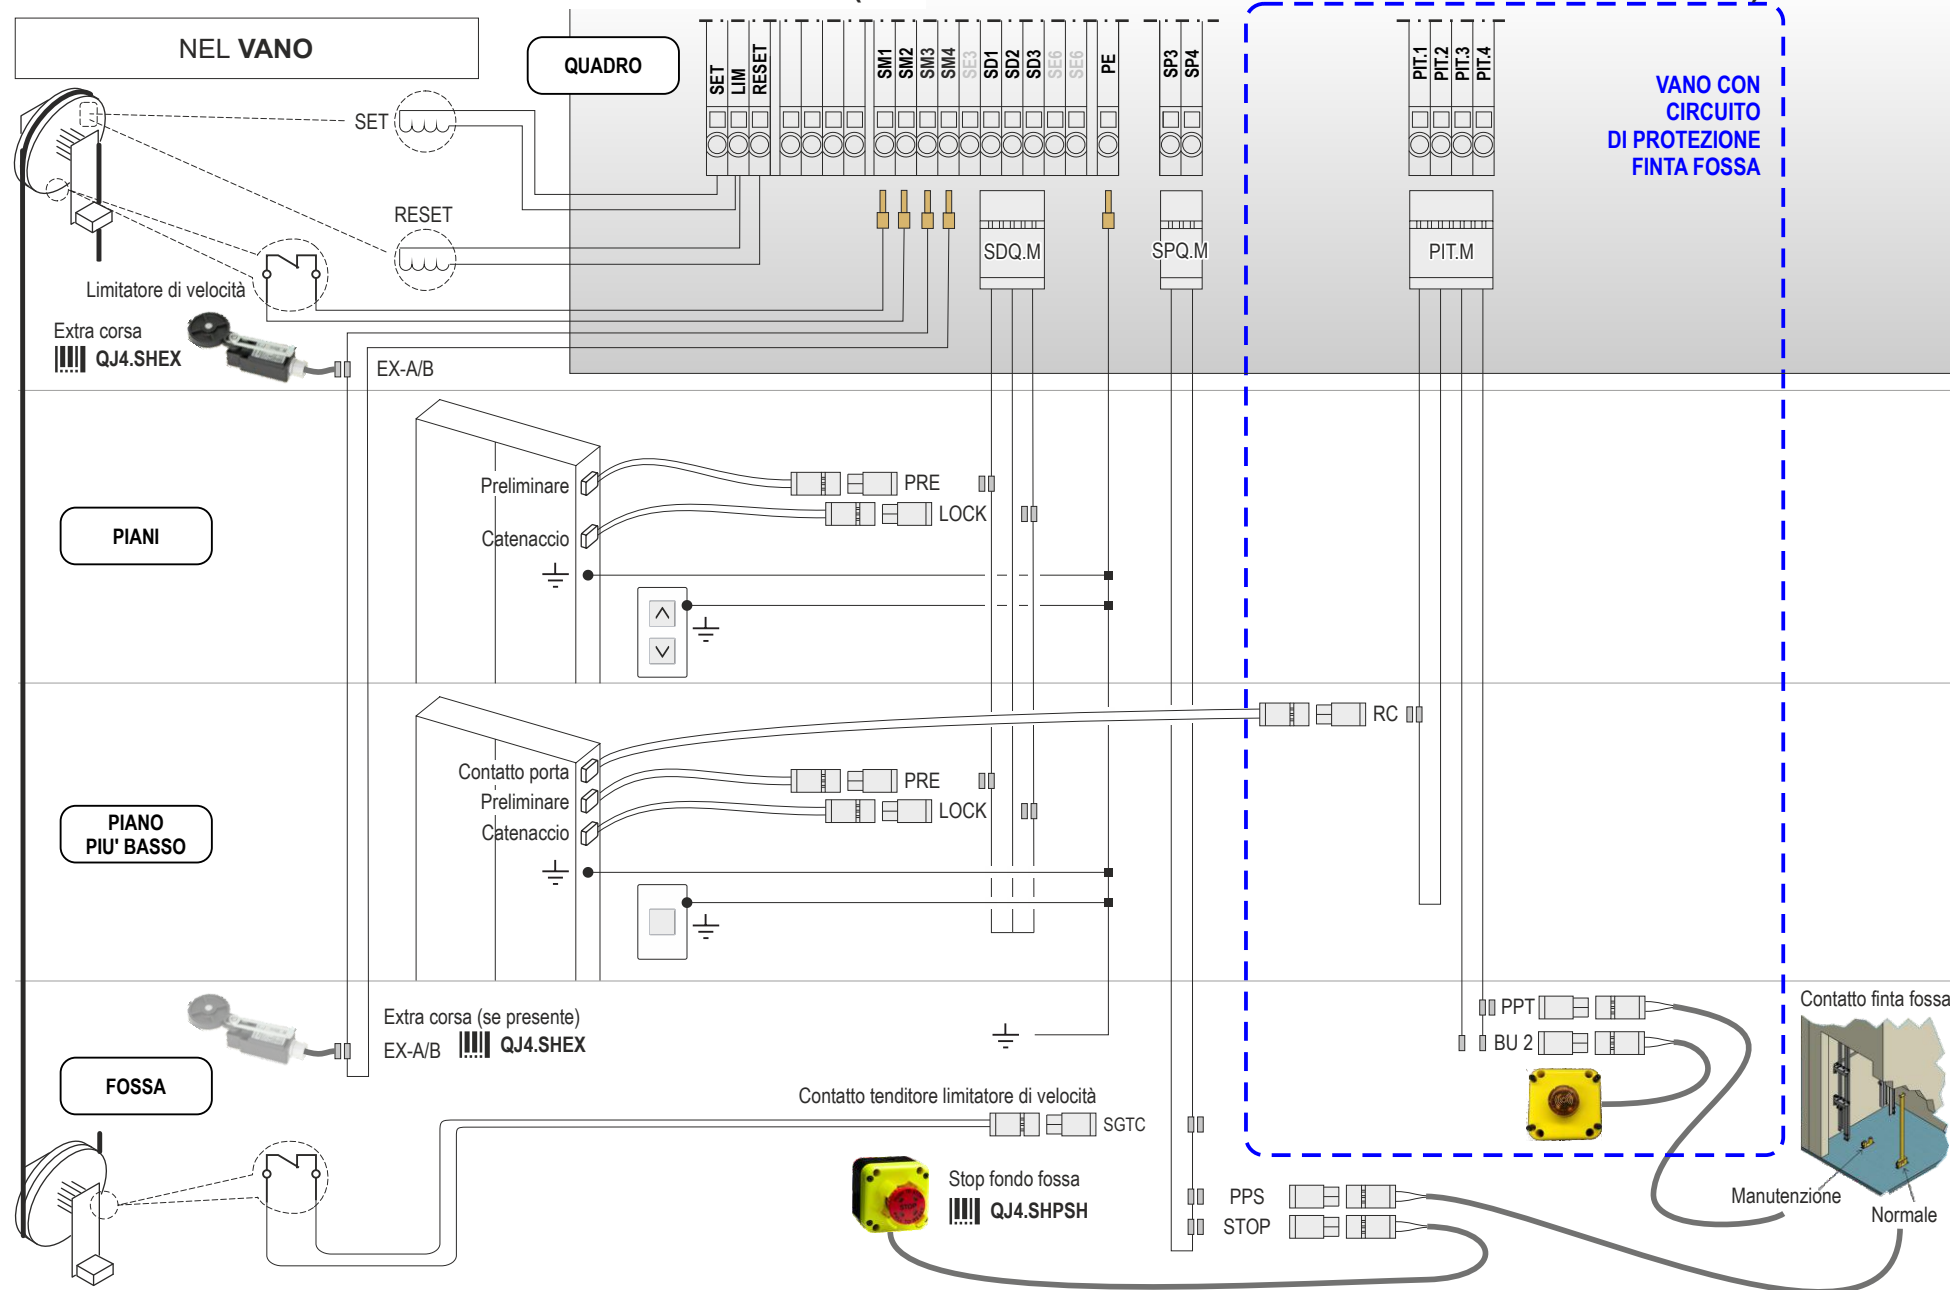 NEL VANO
QUADRO
SET
LIM
RESET
SM1
SM2
SM3
SM4
SE3
SD1
SD2
SD3
SE6
SE6
PE
SP3
SP4
PIT.1
PIT.2
PIT.3
PIT.4
VANO CON
CIRCUITO
DI PROTEZIONE
FINTA FOSSA
SET
RESET
SDQ.M
SPQ.M
PIT.M
Limitatore di velocità
Extra corsa
QJ4.SHEX
EX-A/B
PIANI
Preliminare
PRE
LOCK
Catenaccio
PIANO
PIU' BASSO
RC
Contatto porta
Preliminare
PRE
LOCK
Catenaccio
FOSSA
Extra corsa (se presente)
EX-A/B
QJ4.SHEX
PPT
BU 2
Contatto finta fossa
Contatto tenditore limitatore di velocità
SGTC
Stop fondo fossa
QJ4.SHPSH
STOP
PPS
STOP
Manutenzione
Normale